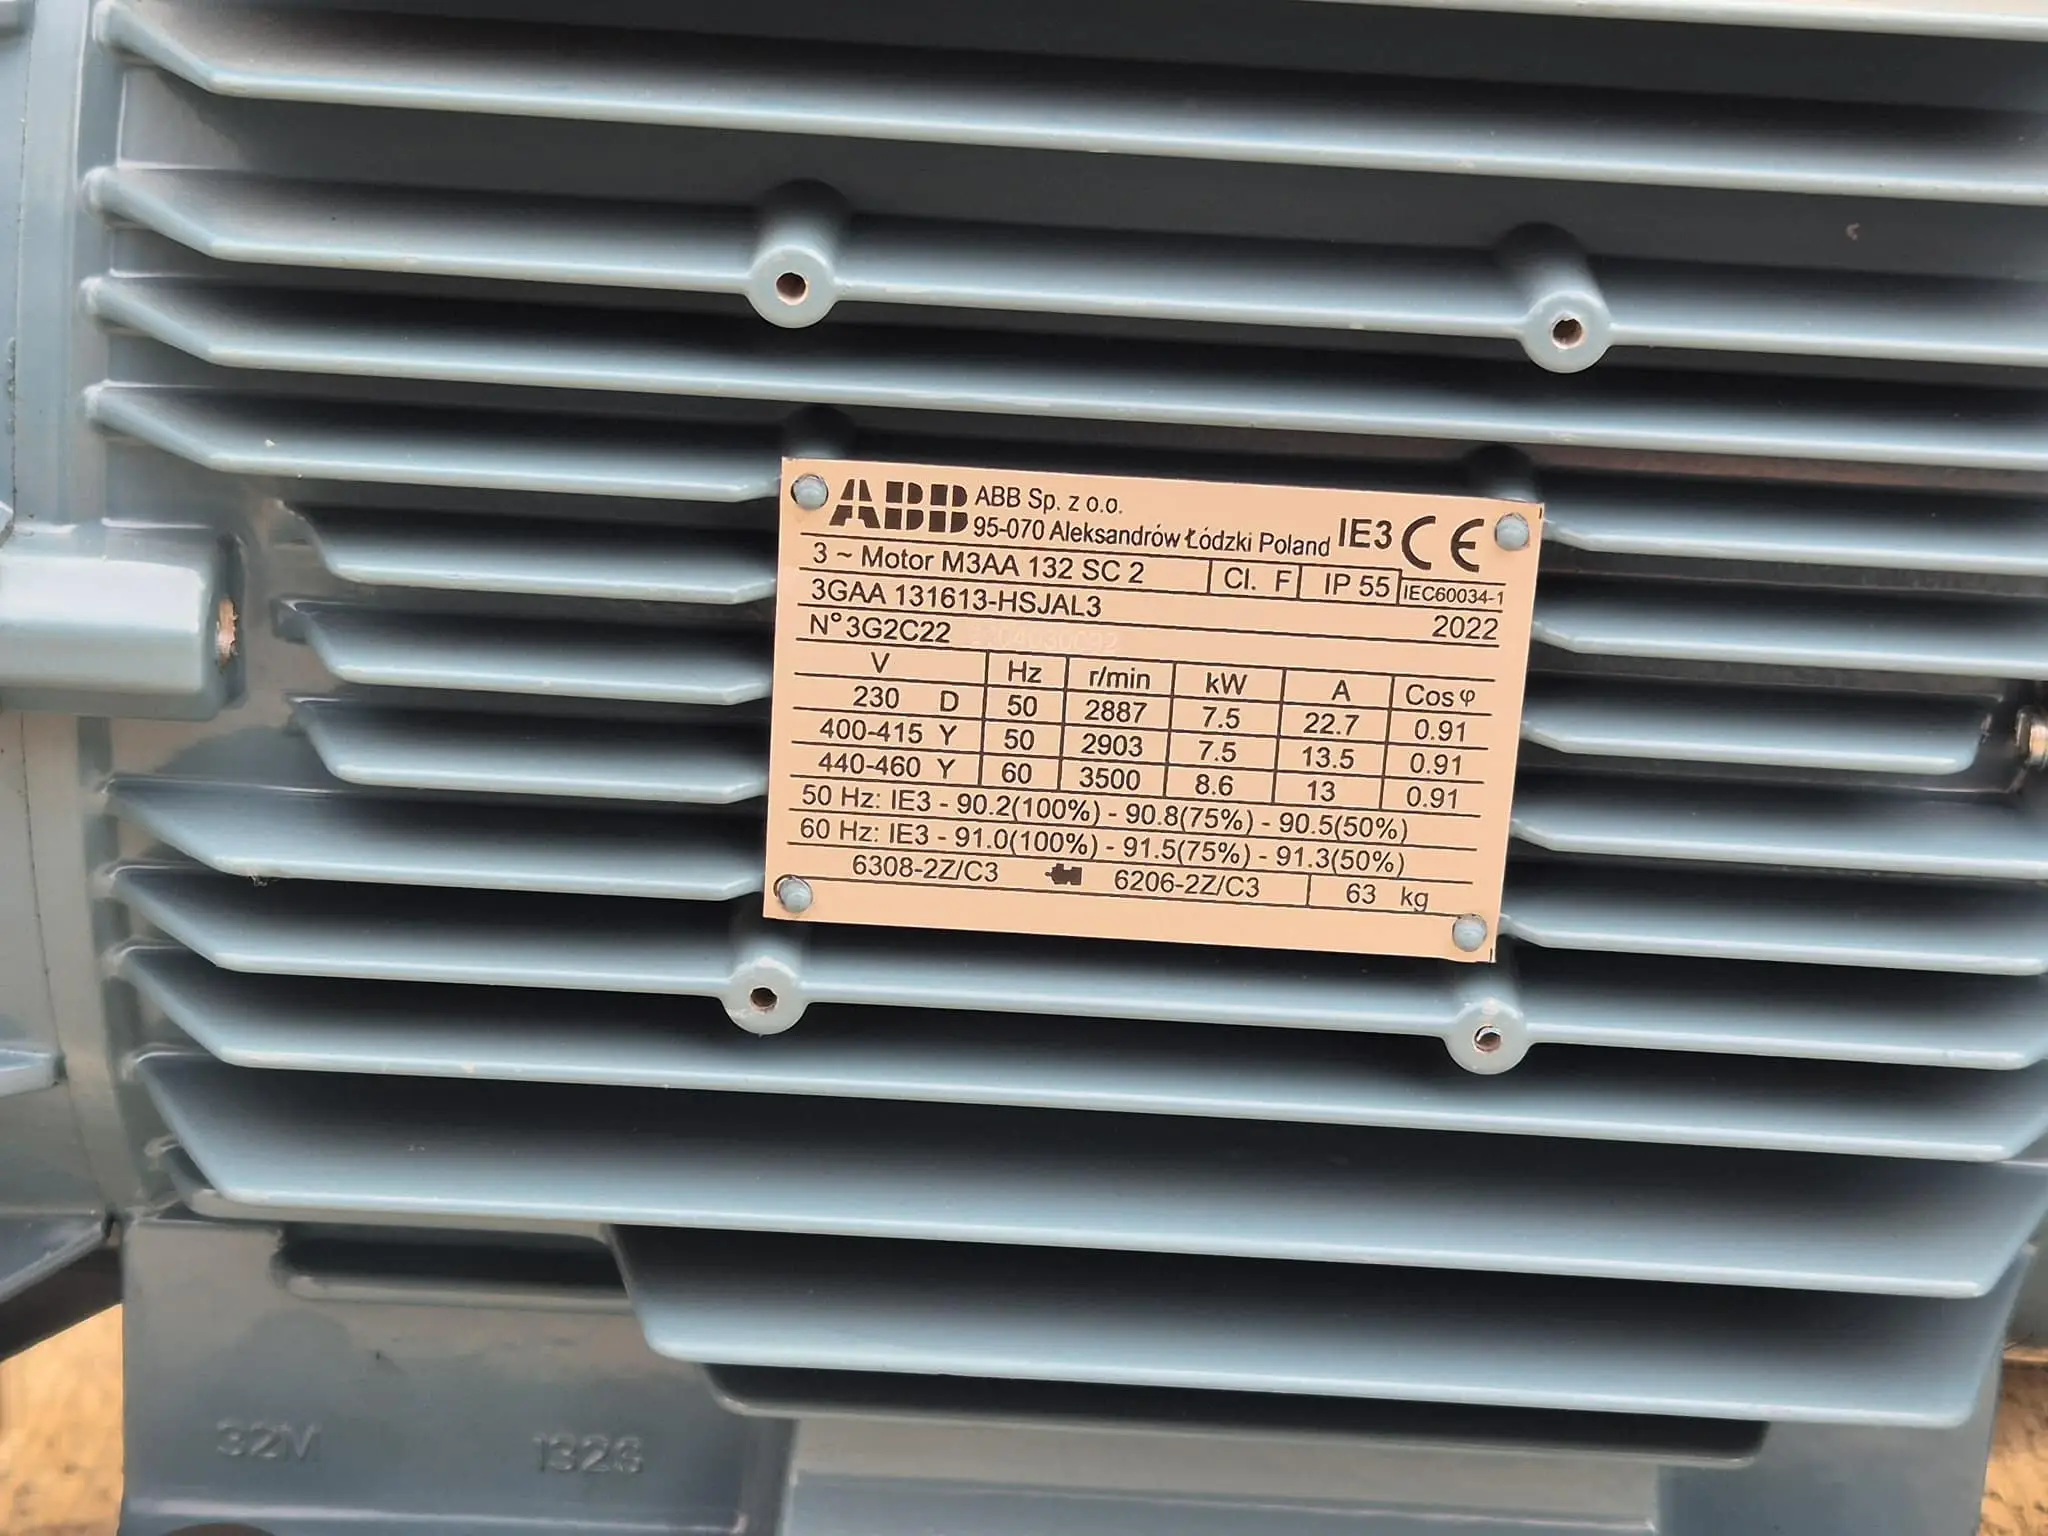 ABB ABB Sp. z o.o.
95-070 Aleksandrów Łódzki Poland IE3 CE
3 ~ Motor M3AA 132 SC 2 Cl. F IP 55 IEC60034-1
3GAA 131613-HSJAL3 2022
N° 3G2C22
V Hz r/min kW A Cos φ
230 D 50 2887 7.5 22.7 0.91
400-415 Y 50 2903 7.5 13.5 0.91
440-460 Y 60 3500 8.6 13 0.91
50 Hz: IE3 - 90.2(100%) - 90.8(75%) - 90.5(50%)
60 Hz: IE3 - 91.0(100%) - 91.5(75%) - 91.3(50%)
6308-2Z/C3 6206-2Z/C3 63 kg
32M 132S